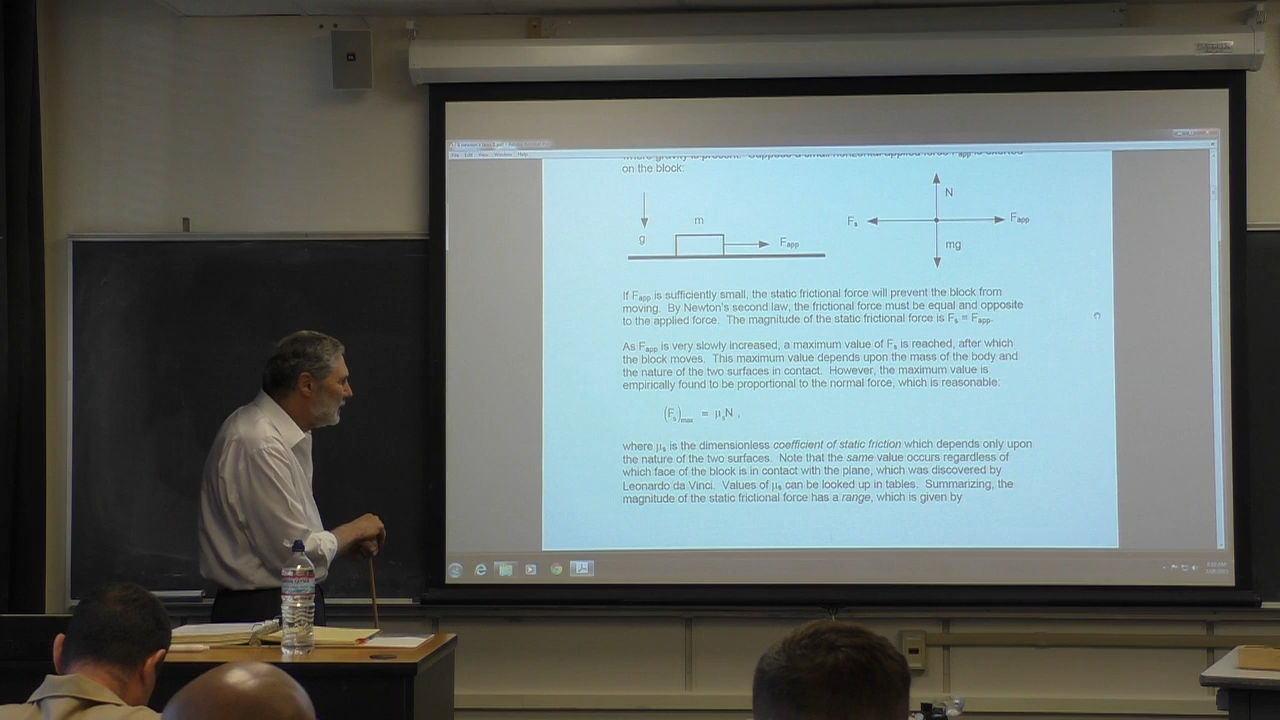 File Edit View Window Help
on the block:
g
m
F_app
N
F_s
F_app
mg
If F_app is sufficiently small, the static frictional force will prevent the block from
moving. By Newton's second law, the frictional force must be equal and opposite
to the applied force. The magnitude of the static frictional force is F_s = F_app.
As F_app is very slowly increased, a maximum value of F_s is reached, after which
the block moves. This maximum value depends upon the mass of the body and
the nature of the two surfaces in contact. However, the maximum value is
empirically found to be proportional to the normal force, which is reasonable:
(F_s)_max = μ_s N ,
where μ_s is the dimensionless coefficient of static friction which depends only upon
the nature of the two surfaces. Note that the same value occurs regardless of
which face of the block is in contact with the plane, which was discovered by
Leonardo da Vinci. Values of μ_s can be looked up in tables. Summarizing, the
magnitude of the static frictional force has a range, which is given by